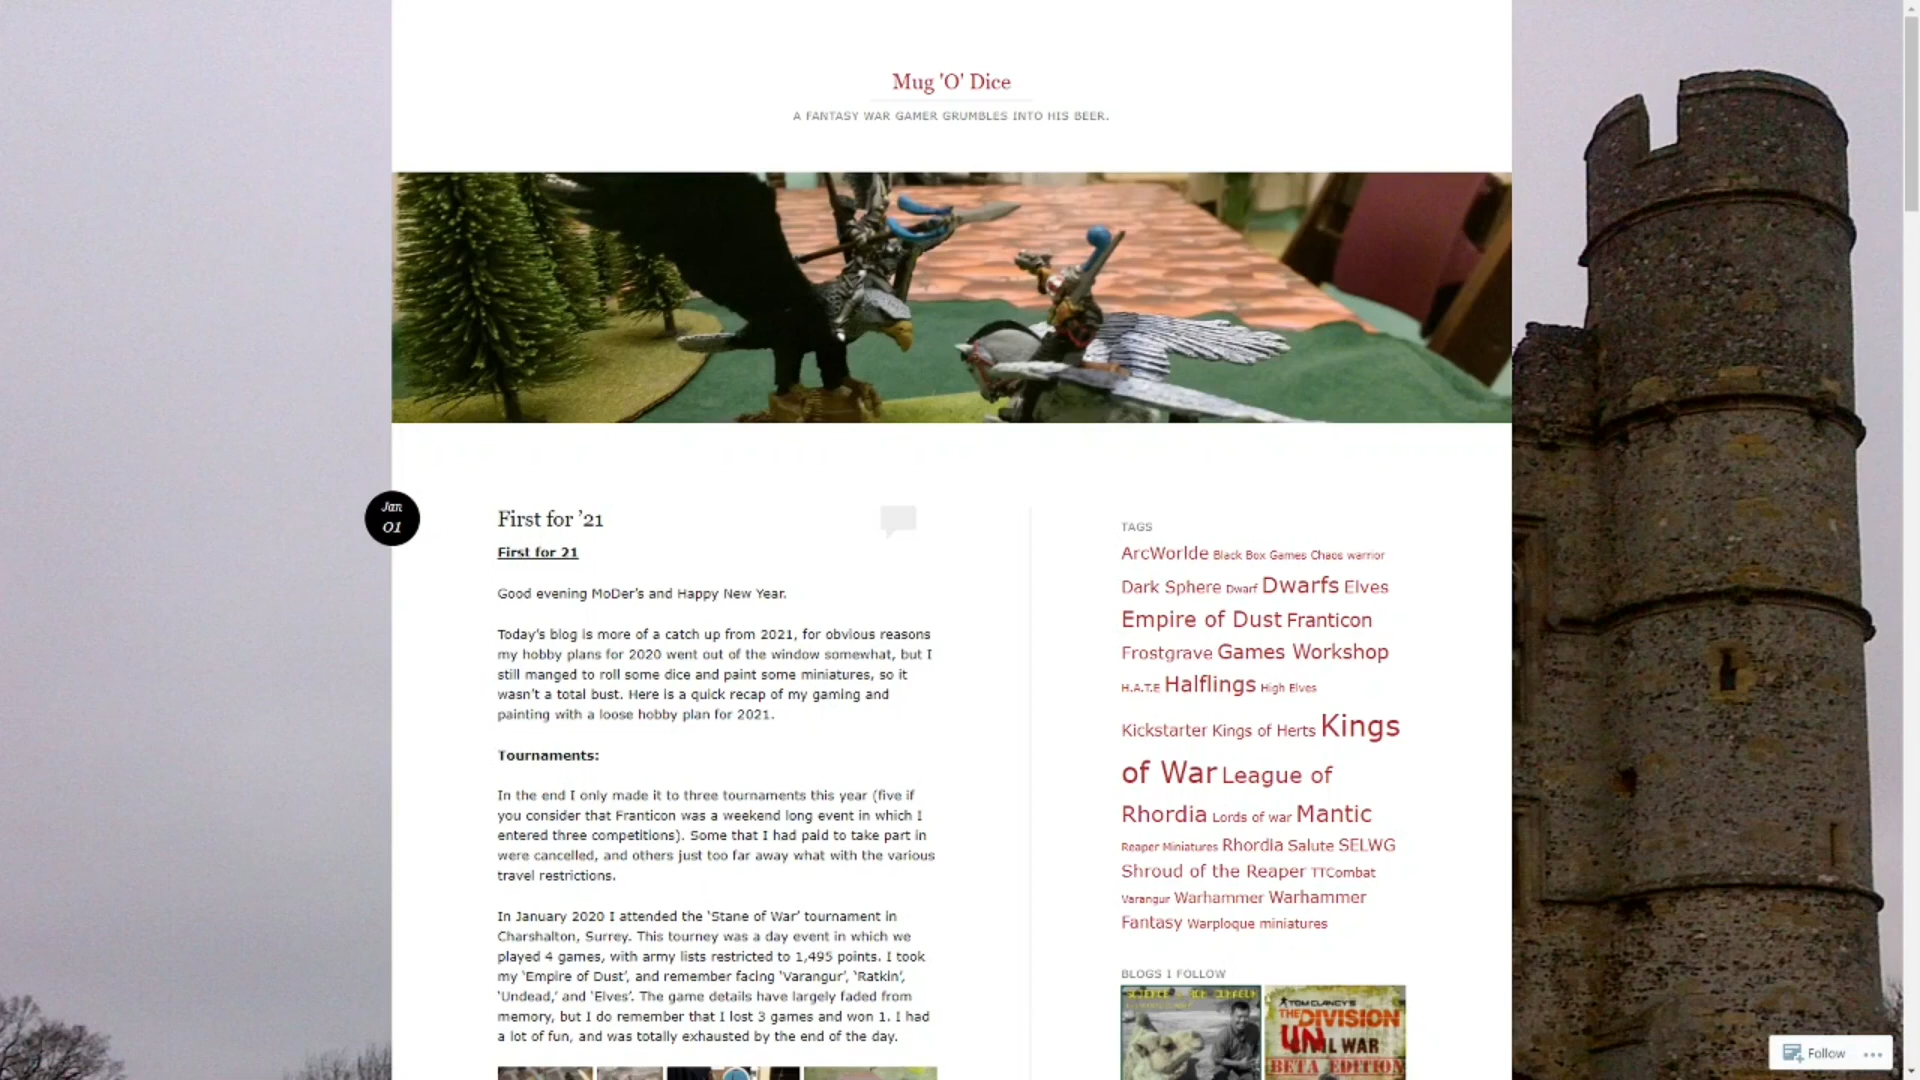 Mug 'O' Dice
A FANTASY WAR GAMER GRUMBLES INTO HIS BEER.
Jan
01
First for ’21
First for 21
Good evening MoDer’s and Happy New Year.
Today’s blog is more of a catch up from 2021, for obvious reasons
my hobby plans for 2020 went out of the window somewhat, but I
still manged to roll some dice and paint some miniatures, so it
wasn’t a total bust. Here is a quick recap of my gaming and
painting with a loose hobby plan for 2021.
Tournaments:
In the end I only made it to three tournaments this year (five if
you consider that Franticon was a weekend long event in which I
entered three competitions). Some that I had paid to take part in
were cancelled, and others just too far away what with the various
travel restrictions.
In January 2020 I attended the ‘Stane of War’ tournament in
Charshalton, Surrey. This tourney was a day event in which we
played 4 games, with army lists restricted to 1,495 points. I took
my ‘Empire of Dust’, and remember facing ‘Varangur’, ‘Ratkin’,
‘Undead,’ and ‘Elves’. The game details have largely faded from
memory, but I do remember that I lost 3 games and won 1. I had
a lot of fun, and was totally exhausted by the end of the day.
TAGS
ArcWorlde Black Box Games Chaos warrior
Dark Sphere Dwarf Dwarfs Elves
Empire of Dust Franticon
Frostgrave Games Workshop
H.A.T.E Halflings High Elves
Kickstarter Kings of Herts Kings
of War League of
Rhordia Lords of war Mantic
Reaper Miniatures Rhordia Salute SELWG
Shroud of the Reaper TTCombat
Varangur Warhammer Warhammer
Fantasy Warploque miniatures
BLOGS I FOLLOW
TOM CLANCY'S
THE DIVISION
UN
CIVIL WAR
BETA EDITION
Follow